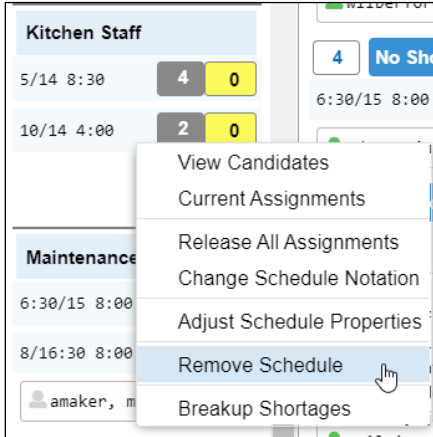 Kitchen Staff
5/14 8:30 4 0
10/14 4:00 2 0
View Candidates
Current Assignments
Release All Assignments
Change Schedule Notation
Adjust Schedule Properties
Remove Schedule
Breakup Shortages
Maintenance
6:30/15 8:00
8/16:30 8:00
amaker, m
4 No Sho
6:30/15 8:00